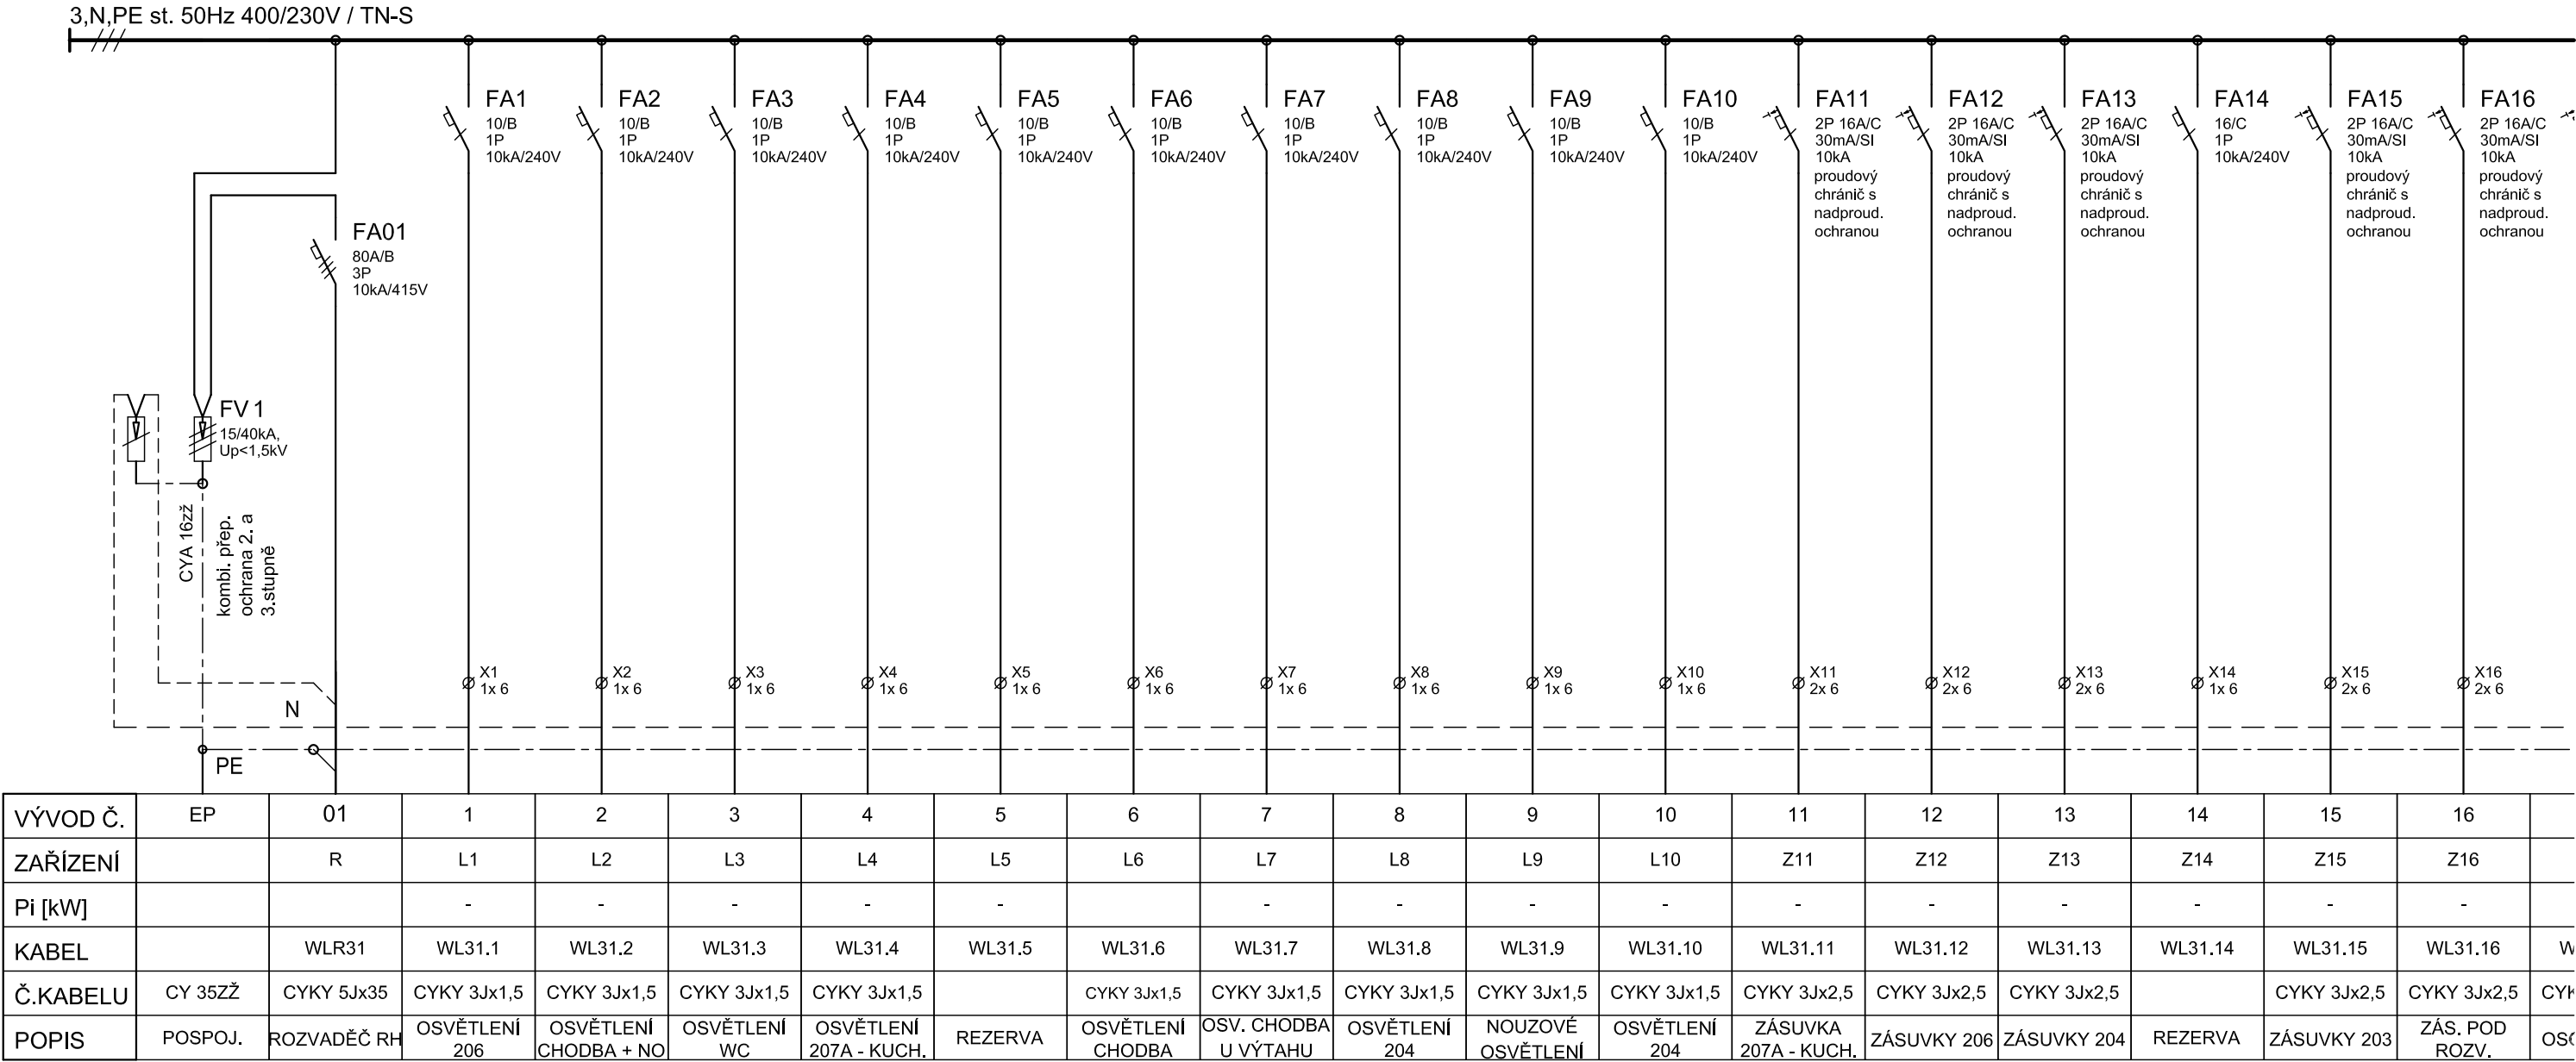 3,N,PE st. 50Hz 400/230V / TN-S
FA1
10/B
1P
10kA/240V
FA2
10/B
1P
10kA/240V
FA3
10/B
1P
10kA/240V
FA4
10/B
1P
10kA/240V
FA5
10/B
1P
10kA/240V
FA6
10/B
1P
10kA/240V
FA7
10/B
1P
10kA/240V
FA8
10/B
1P
10kA/240V
FA9
10/B
1P
10kA/240V
FA10
10/B
1P
10kA/240V
FA11
2P 16A/C
30mA/SI
10kA
proudový
chránič s
nadproud.
ochranou
FA12
2P 16A/C
30mA/SI
10kA
proudový
chránič s
nadproud.
ochranou
FA13
2P 16A/C
30mA/SI
10kA
proudový
chránič s
nadproud.
ochranou
FA14
16/C
1P
10kA/240V
FA15
2P 16A/C
30mA/SI
10kA
proudový
chránič s
nadproud.
ochranou
FA16
2P 16A/C
30mA/SI
10kA
proudový
chránič s
nadproud.
ochranou
FA01
80A/B
3P
10kA/415V
FV 1
15/40kA,
Up<1,5kV
CYA 16zž
kombi. přep.
ochrana 2. a
3.stupně
X1
1x 6
X2
1x 6
X3
1x 6
X4
1x 6
X5
1x 6
X6
1x 6
X7
1x 6
X8
1x 6
X9
1x 6
X10
1x 6
X11
2x 6
X12
2x 6
X13
2x 6
X14
1x 6
X15
2x 6
X16
2x 6
N
PE
VÝVOD Č. EP 01 1 2 3 4 5 6 7 8 9 10 11 12 13 14 15 16
ZAŘÍZENÍ R L1 L2 L3 L4 L5 L6 L7 L8 L9 L10 Z11 Z12 Z13 Z14 Z15 Z16
Pi [kW] - - - - - - - - - - - - - - -
KABEL WLR31 WL31.1 WL31.2 WL31.3 WL31.4 WL31.5 WL31.6 WL31.7 WL31.8 WL31.9 WL31.10 WL31.11 WL31.12 WL31.13 WL31.14 WL31.15 WL31.16
Č.KABELU CY 35ZŽ CYKY 5Jx35 CYKY 3Jx1,5 CYKY 3Jx1,5 CYKY 3Jx1,5 CYKY 3Jx1,5 CYKY 3Jx1,5 CYKY 3Jx1,5 CYKY 3Jx1,5 CYKY 3Jx1,5 CYKY 3Jx1,5 CYKY 3Jx2,5 CYKY 3Jx2,5 CYKY 3Jx2,5 CYKY 3Jx2,5 CYKY 3Jx2,5
POPIS
POSPOJ.
ROZVADĚČ RH
OSVĚTLENÍ
206
OSVĚTLENÍ
CHODBA + NO
OSVĚTLENÍ
WC
OSVĚTLENÍ
207A - KUCH.
REZERVA
OSVĚTLENÍ
CHODBA
OSV. CHODBA
U VÝTAHU
OSVĚTLENÍ
204
NOUZOVÉ
OSVĚTLENÍ
OSVĚTLENÍ
204
ZÁSUVKA
207A - KUCH.
ZÁSUVKY 206
ZÁSUVKY 204
REZERVA
ZÁSUVKY 203
ZÁS. POD
ROZV.